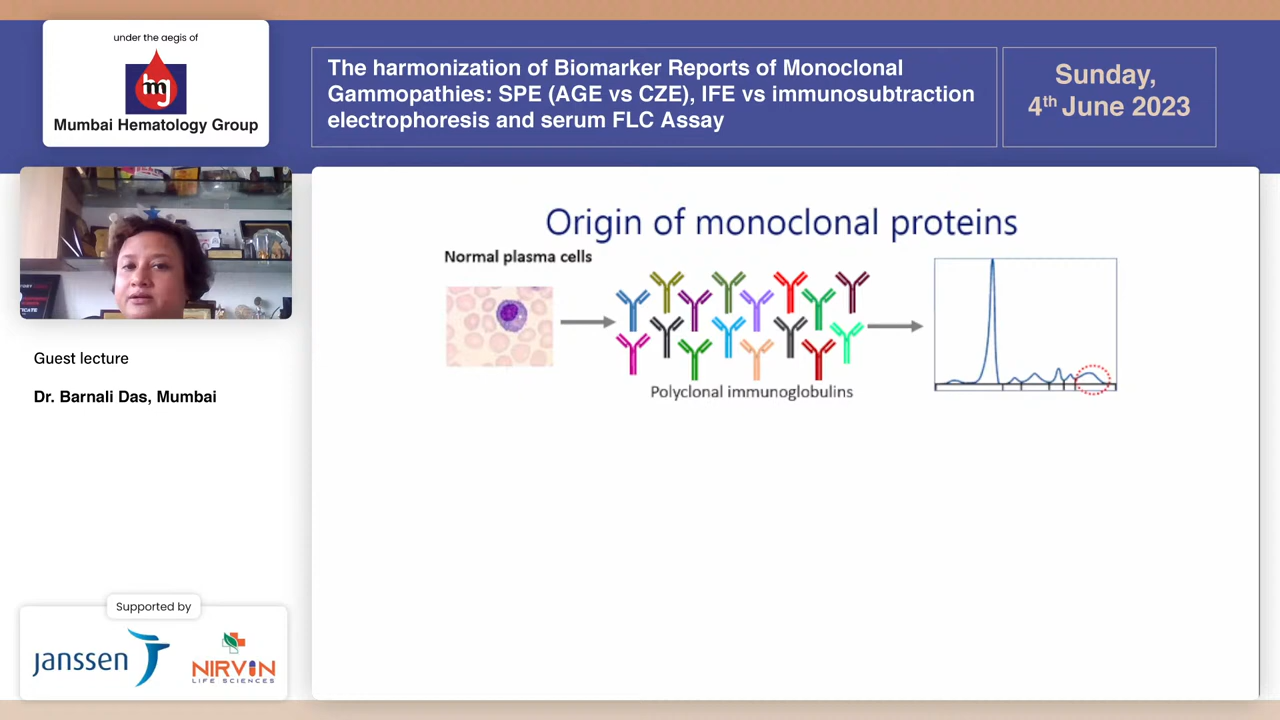 under the aegis of
mg
Mumbai Hematology Group
The harmonization of Biomarker Reports of Monoclonal
Gammopathies: SPE (AGE vs CZE), IFE vs immunosubtraction
electrophoresis and serum FLC Assay
Sunday,
4th June 2023
Guest lecture
Dr. Barnali Das, Mumbai
Origin of monoclonal proteins
Normal plasma cells
Polyclonal immunoglobulins
Supported by
janssen
NIRViN
LIFE SCIENCES